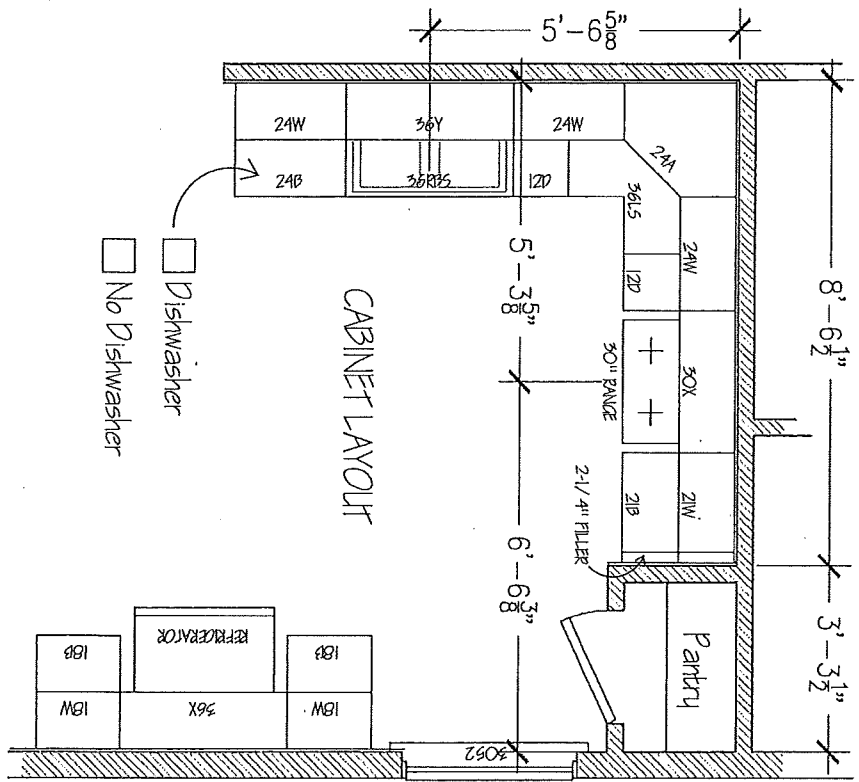 5'-6 5/8"
24W
36Y
24W
24A
24B
36RBS
12D
36LS
24W
12D
8'-6 1/2"
5'-3 5/8"
30" RANGE
30X
Dishwasher
No Dishwasher
CABINET LAYOUT
2-1/4" FILLER
21B
21W
6'-6 3/8"
3'-3 1/2"
Pantry
18B
REFRIGERATOR
18B
18W
36X
18W
3052